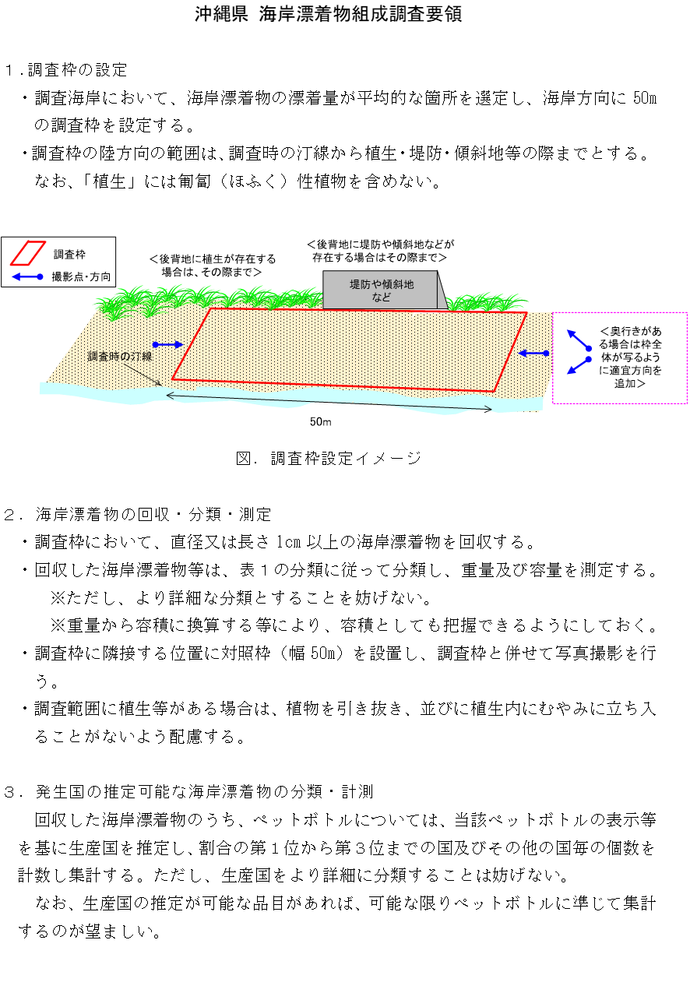 沖縄県 海岸漂着物組成調査要領
１.調査枠の設定
・調査海岸において、海岸漂着物の漂着量が平均的な箇所を選定し、海岸方向に 50m
の調査枠を設定する。
・調査枠の陸方向の範囲は、調査時の汀線から植生・堤防・傾斜地等の際までとする。
なお、「植生」には匍匐（ほふく）性植物を含めない。
調査枠
撮影点・方向
＜後背地に植生が存在する
場合は、その際まで＞
＜後背地に堤防や傾斜地などが
存在する場合はその際まで＞
堤防や傾斜地
など
調査時の汀線
＜奥行きがあ
る場合は枠全
体が写るよう
に適宜方向を
追加＞
50m
図．調査枠設定イメージ
２．海岸漂着物の回収・分類・測定
・調査枠において、直径又は長さ 1cm 以上の海岸漂着物を回収する。
・回収した海岸漂着物等は、表１の分類に従って分類し、重量及び容量を測定する。
※ただし、より詳細な分類とすることを妨げない。
※重量から容積に換算する等により、容積としても把握できるようにしておく。
・調査枠に隣接する位置に対照枠（幅 50m）を設置し、調査枠と併せて写真撮影を行
う。
・調査範囲に植生等がある場合は、植物を引き抜き、並びに植生内にむやみに立ち入
ることがないよう配慮する。
３．発生国の推定可能な海岸漂着物の分類・計測
回収した海岸漂着物のうち、ペットボトルについては、当該ペットボトルの表示等
を基に生産国を推定し、割合の第１位から第３位までの国及びその他の国毎の個数を
計数し集計する。ただし、生産国をより詳細に分類することは妨げない。
なお、生産国の推定が可能な品目があれば、可能な限りペットボトルに準じて集計
するのが望ましい。